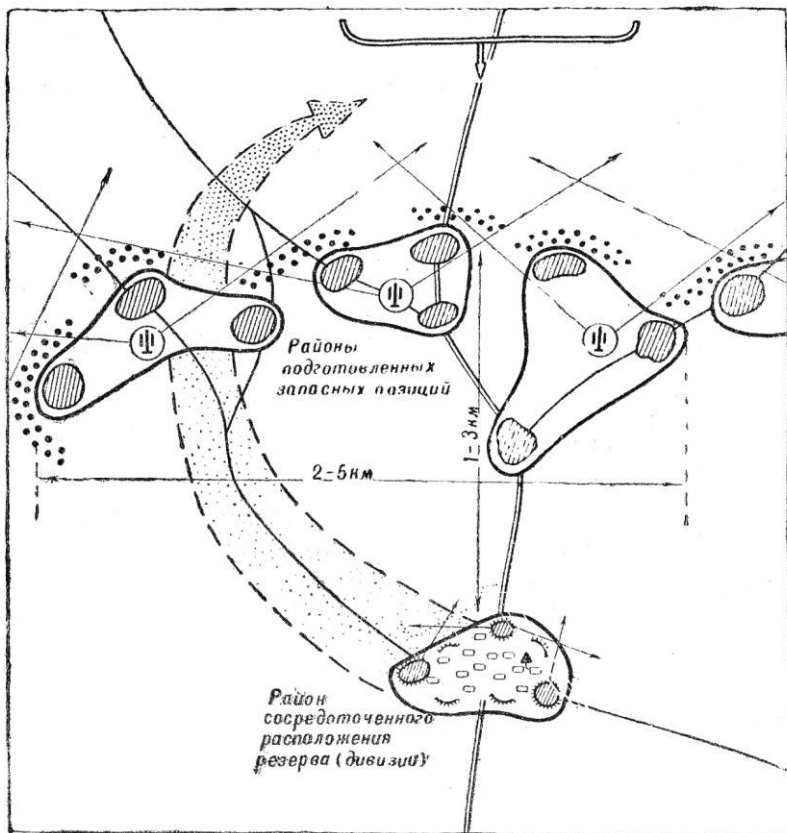 Районы
подготовленных
запасных позиций
1-3км
2-5км
Район
сосредоточенного
расположения
резерва (дивизии)